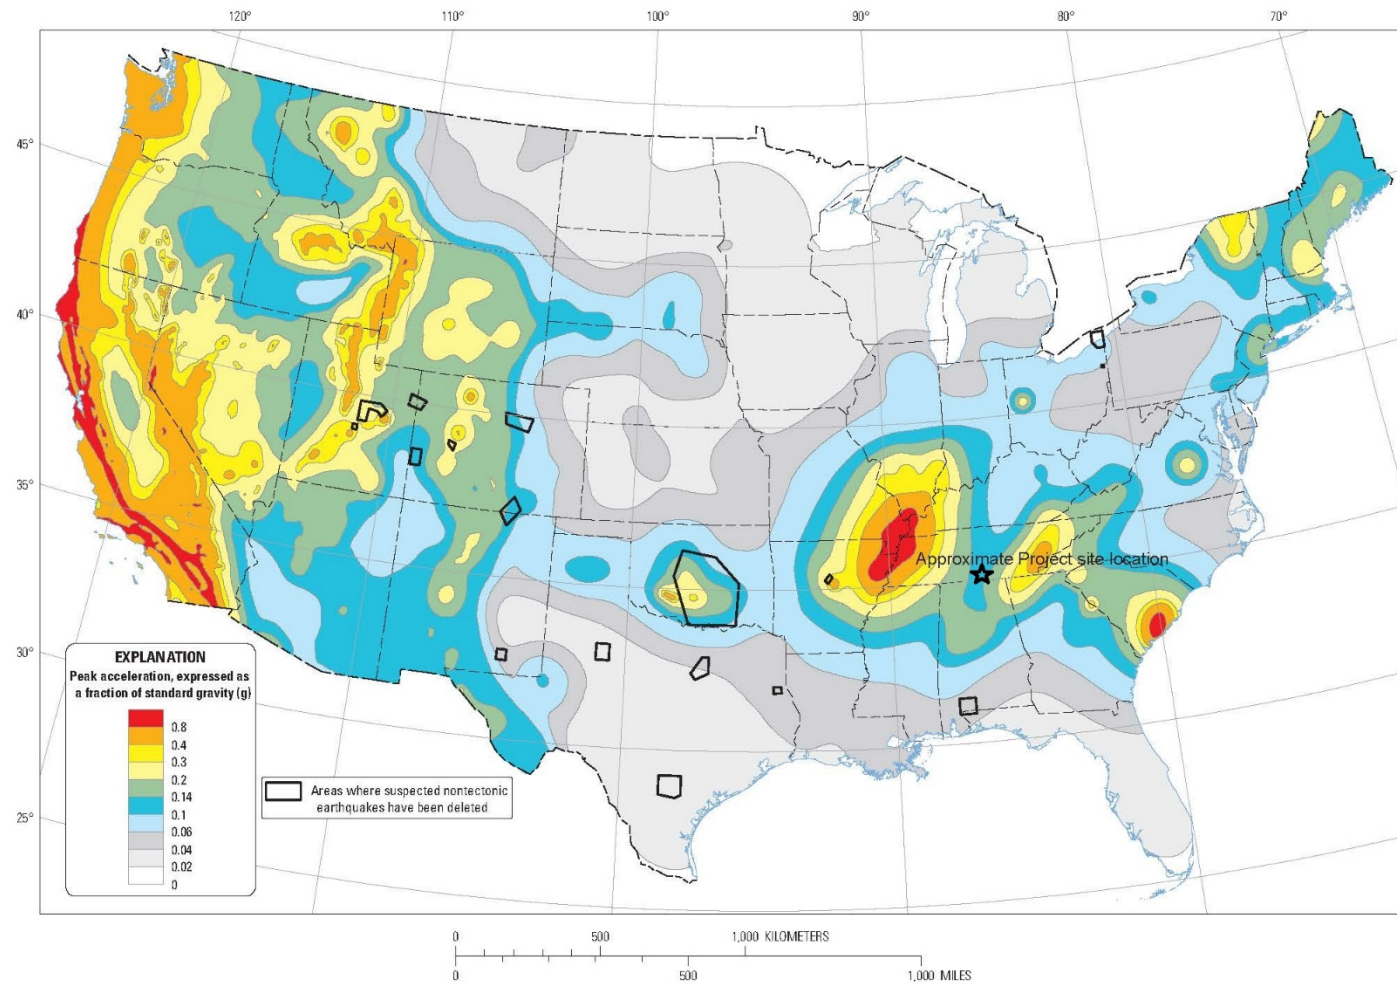 120° 110° 100° 90° 80° 70°
45°
40°
35°
30°
25°
Approximate Project site location
EXPLANATION
Peak acceleration, expressed as
a fraction of standard gravity (g)
0.8
0.4
0.3
0.2
0.14
0.1
0.06
0.04
0.02
0
Areas where suspected nontectonic
earthquakes have been deleted
0 500 1,000 KILOMETERS
0 500 1,000 MILES